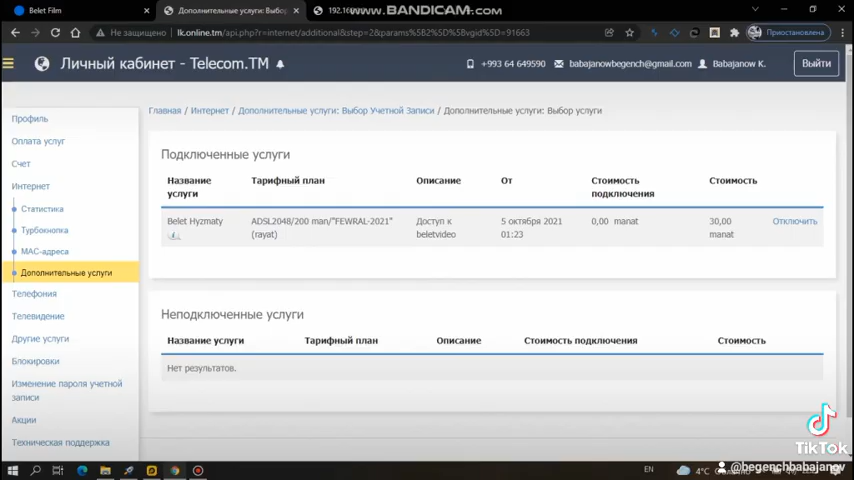 Belet Film
Дополнительные услуги: Выбо
192.16
www.BANDICAM.com
Не защищено
lk.online.tm/api.php?r=internet/additional&step=2&params%5B2%5D%5Bvgid%5D=91663
Приостановлена
Личный кабинет - Telecom.TM
+993 64 649590
babajanowbegench@gmail.com
Babajanow K.
Выйти
Главная / Интернет / Дополнительные услуги: Выбор Учетной Записи / Дополнительные услуги: Выбор услуги
Профиль
Оплата услуг
Счет
Интернет
Статистика
Турбокнопка
MAC-адреса
Дополнительные услуги
Телефония
Телевидение
Другие услуги
Блокировки
Изменение пароля учетной
записи
Акции
Техническая поддержка
Подключенные услуги
Название
услуги
Тарифный план
Описание
От
Стоимость
подключения
Стоимость
Belet Hyzmaty
ADSL2048/200 man/"FEWRAL-2021"
(rayat)
Доступ к
beletvideo
5 октября 2021
01:23
0,00 manat
30,00
manat
Отключить
Неподключенные услуги
Название услуги
Тарифный план
Описание
Стоимость подключения
Стоимость
Нет результатов.
TikTok
@begenchbabajanov
EN
4°C